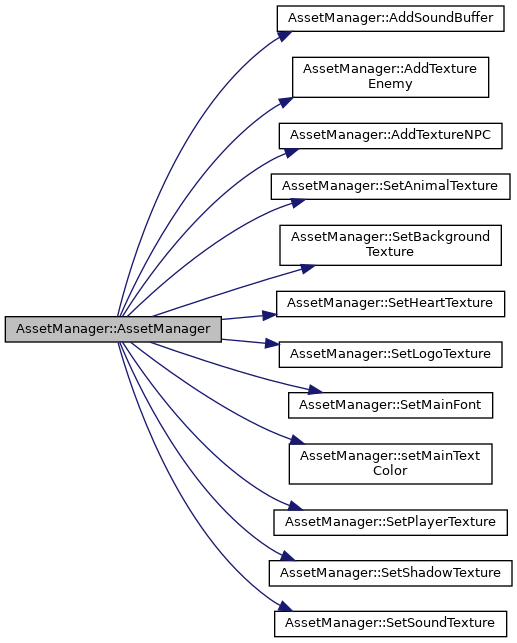 AssetManager::AddSoundBuffer
AssetManager::AddTexture
Enemy
AssetManager::AddTextureNPC
AssetManager::SetAnimalTexture
AssetManager::SetBackground
Texture
AssetManager::SetHeartTexture
AssetManager::AssetManager
AssetManager::SetLogoTexture
AssetManager::SetMainFont
AssetManager::setMainText
Color
AssetManager::SetPlayerTexture
AssetManager::SetShadowTexture
AssetManager::SetSoundTexture